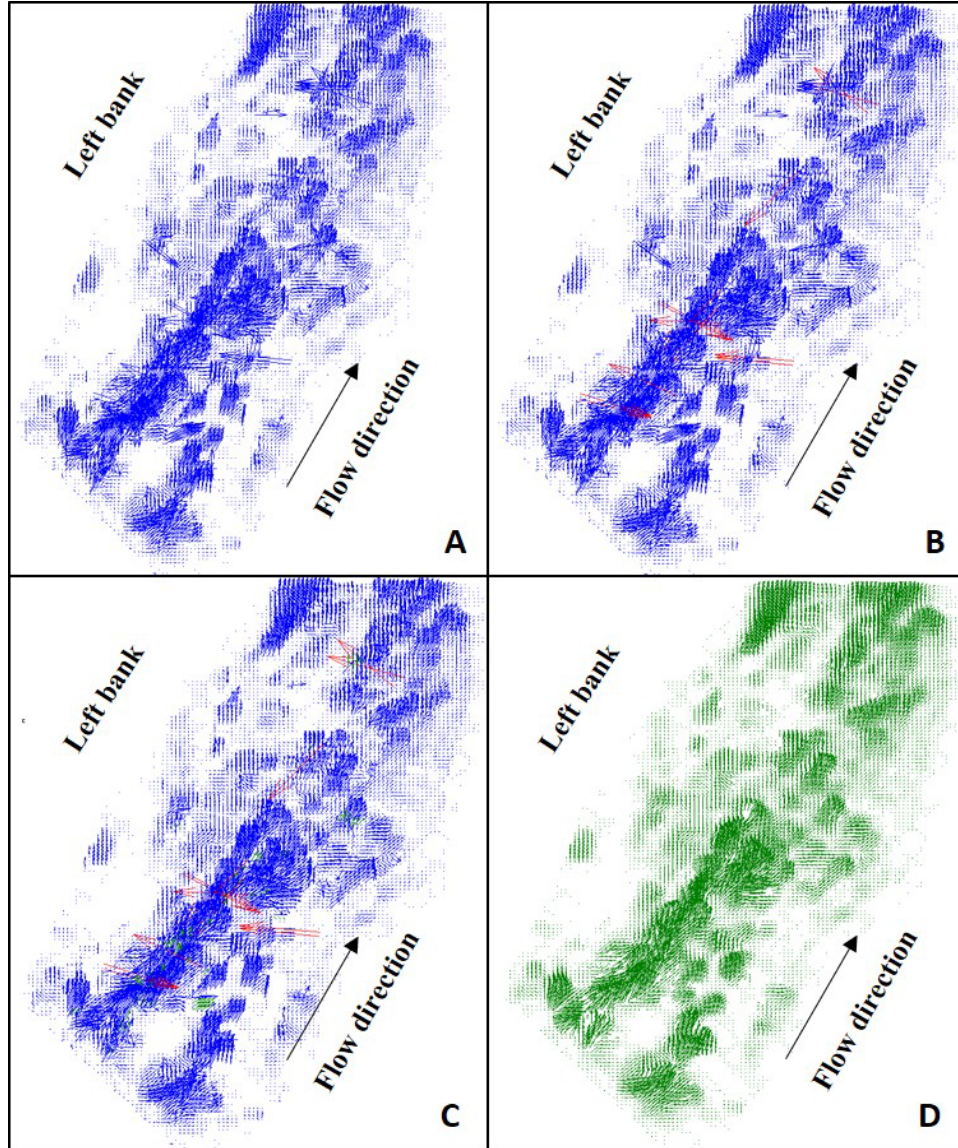 Left bank
Flow direction
A
Left bank
Flow direction
B
Left bank
Flow direction
C
Left bank
Flow direction
D